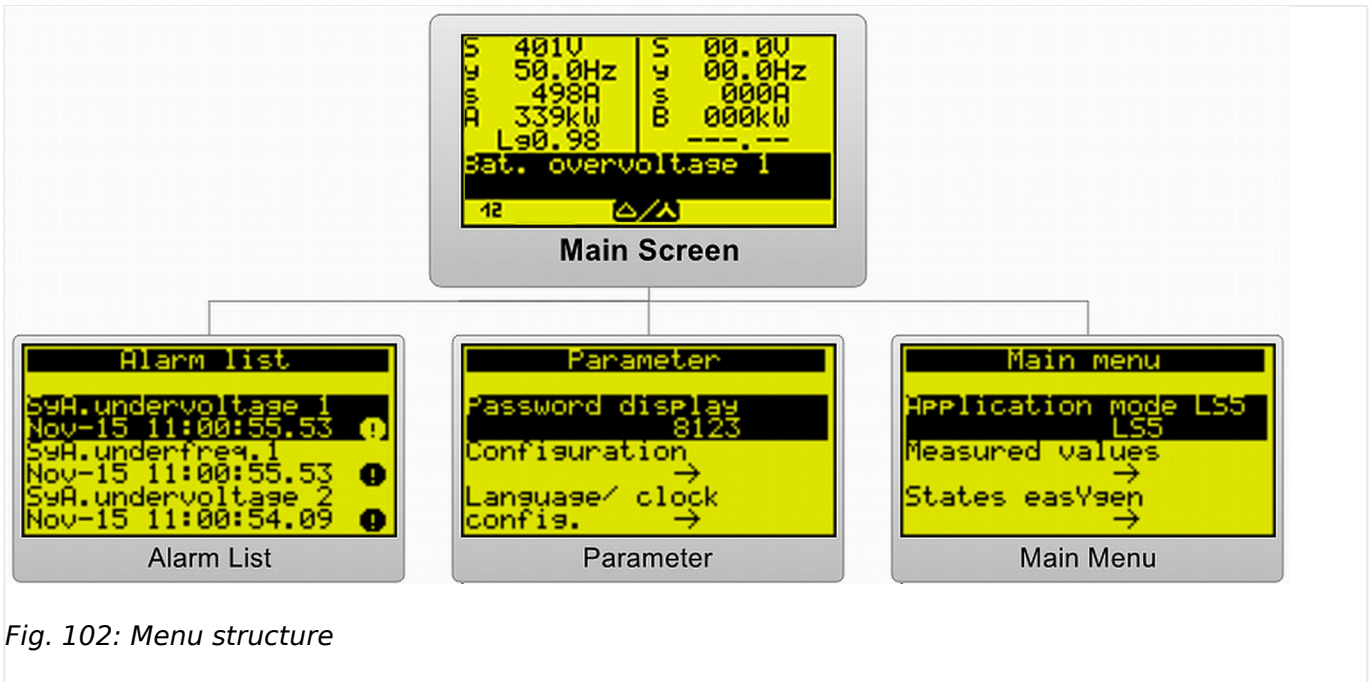 S 401V S 00.0V
y 50.0Hz y 00.0Hz
s 498A s 000A
A 339kW B 000kW
Lg0.98 ---.--
Bat. overvoltage 1
12
Main Screen
Alarm list
SyA.undervoltage 1
Nov-15 11:00:55.53
SyA.underfreq.1
Nov-15 11:00:55.53
SyA.undervoltage 2
Nov-15 11:00:54.09
Alarm List
Parameter
Password display
8123
Configuration
→
Language/ clock
config. →
Parameter
Main menu
Application mode LS5
LS5
Measured values
→
States easYgen
→
Main Menu
Fig. 102: Menu structure